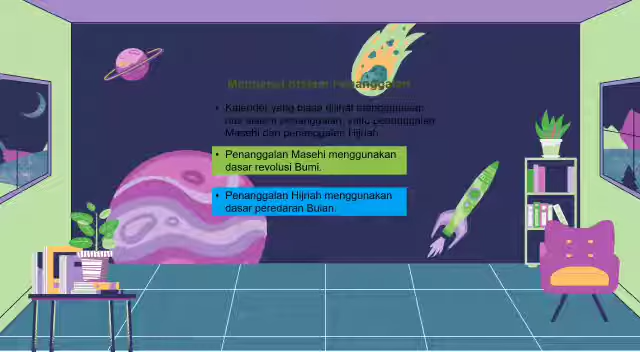 Mengenal Sistem Penanggalan
• Kalender yang biasa dilihat menggunakan
dua sistem penanggalan, yaitu penanggalan
Masehi dan penanggalan Hijriah.
• Penanggalan Masehi menggunakan
dasar revolusi Bumi.
• Penanggalan Hijriah menggunakan
dasar peredaran Bulan.